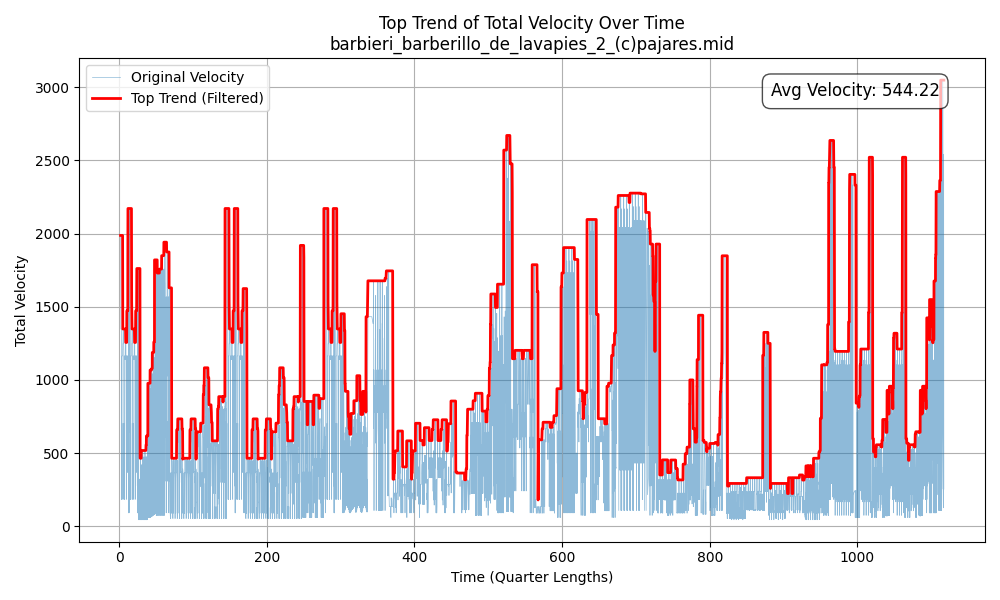 Top Trend of Total Velocity Over Time
barbieri_barberillo_de_lavapies_2_(c)pajares.mid
Original Velocity
Top Trend (Filtered)
Avg Velocity: 544.22
Total Velocity
3000
2500
2000
1500
1000
500
0
0 200 400 600 800 1000
Time (Quarter Lengths)